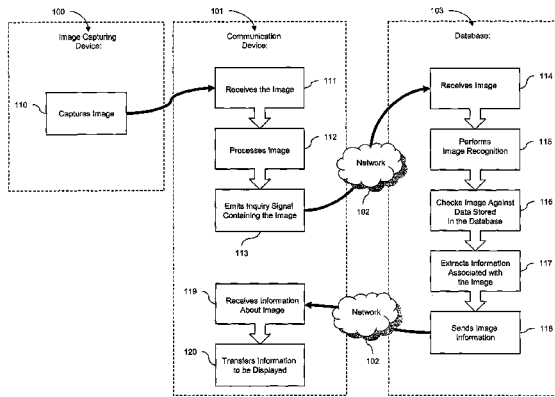 100
Image Capturing
Device:
110
Captures Image
101
Communication
Device:
Receives the Image
111
Processes Image
112
Emits Inquiry Signal
Containing the Image
113
119
Receives Information
About Image
120
Transfers Information
to be Displayed
Network
102
Network
102
103
Database:
Receives Image
114
Performs
Image Recognition
115
Checks Image Against
Data Stored
In the Database
116
Extracts Information
Associated with
the Image
117
Sends Image
Information
118